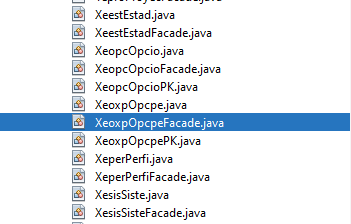 XeestEstad.java
XeestEstadFacade.java
XeopcOpcio.java
XeopcOpcioFacade.java
XeopcOpcioPK.java
XeoxpOpcpe.java
XeoxpOpcpeFacade.java
XeoxpOpcpePK.java
XeperPerfi.java
XeperPerfiFacade.java
XesisSiste.java
XesisSisteFacade.java